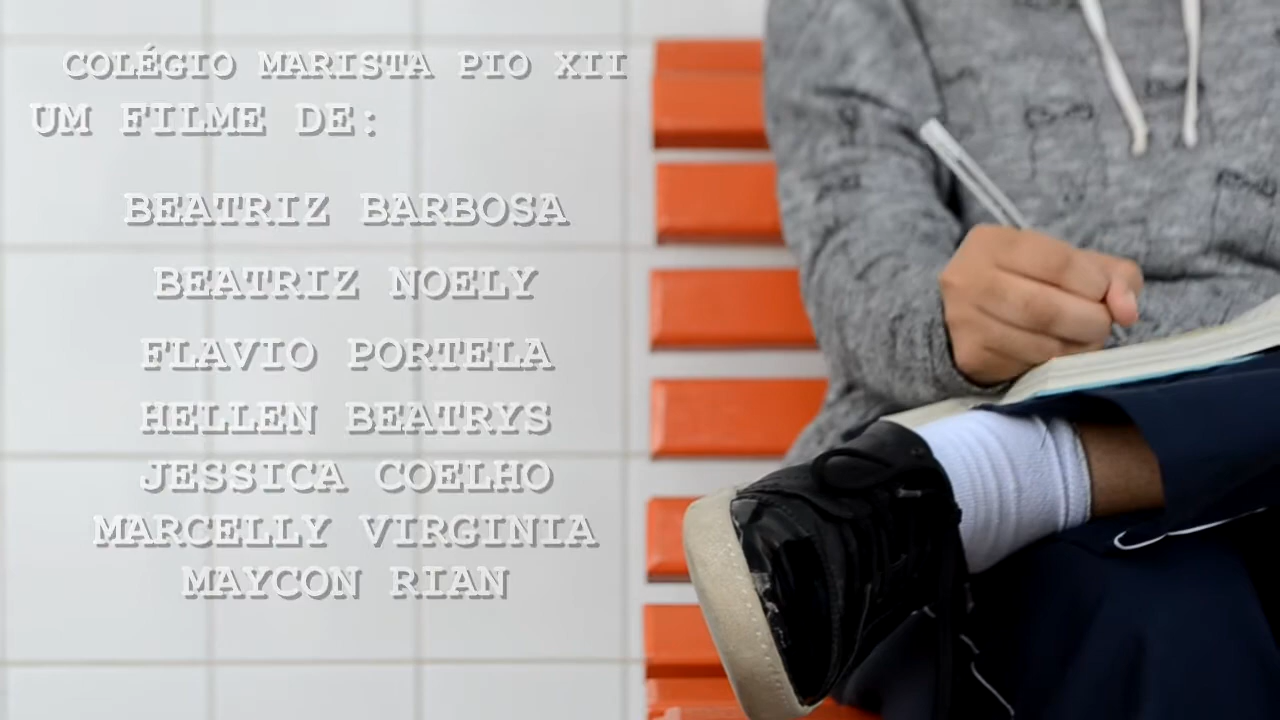 COLÉGIO MARISTA PIO XII
UM FILME DE:
BEATRIZ BARBOSA
BEATRIZ NOELY
FLAVIO PORTELA
HELLEN BEATRYS
JESSICA COELHO
MARCELLY VIRGINIA
MAYCON RIAN